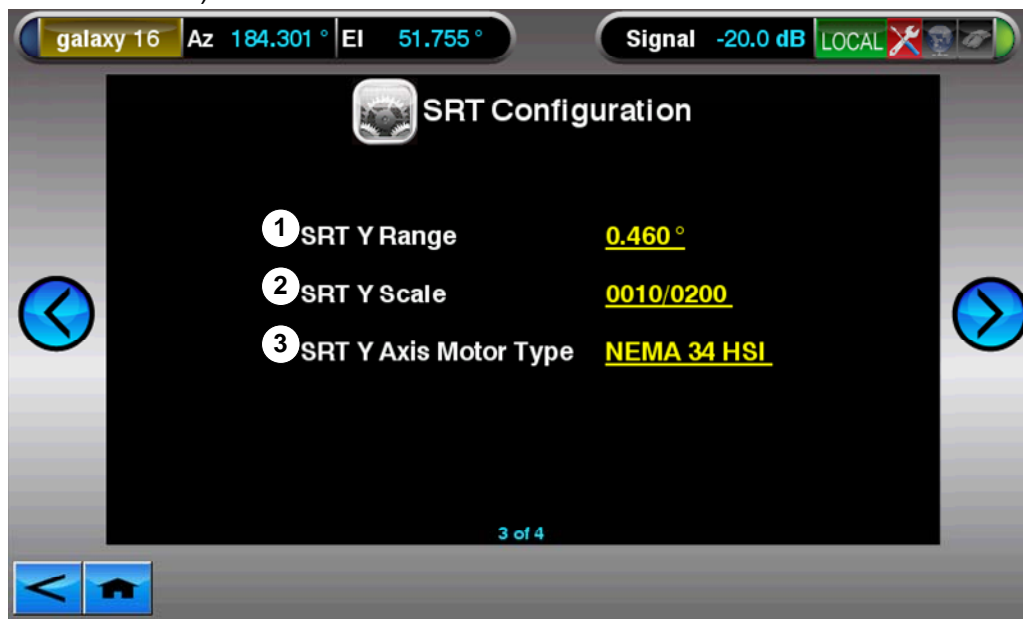 galaxy 16 Az 184.301 ° El 51.755 ° Signal -20.0 dB LOCAL
SRT Configuration
1 SRT Y Range 0.460 °
2 SRT Y Scale 0010/0200
3 SRT Y Axis Motor Type NEMA 34 HSI
3 of 4